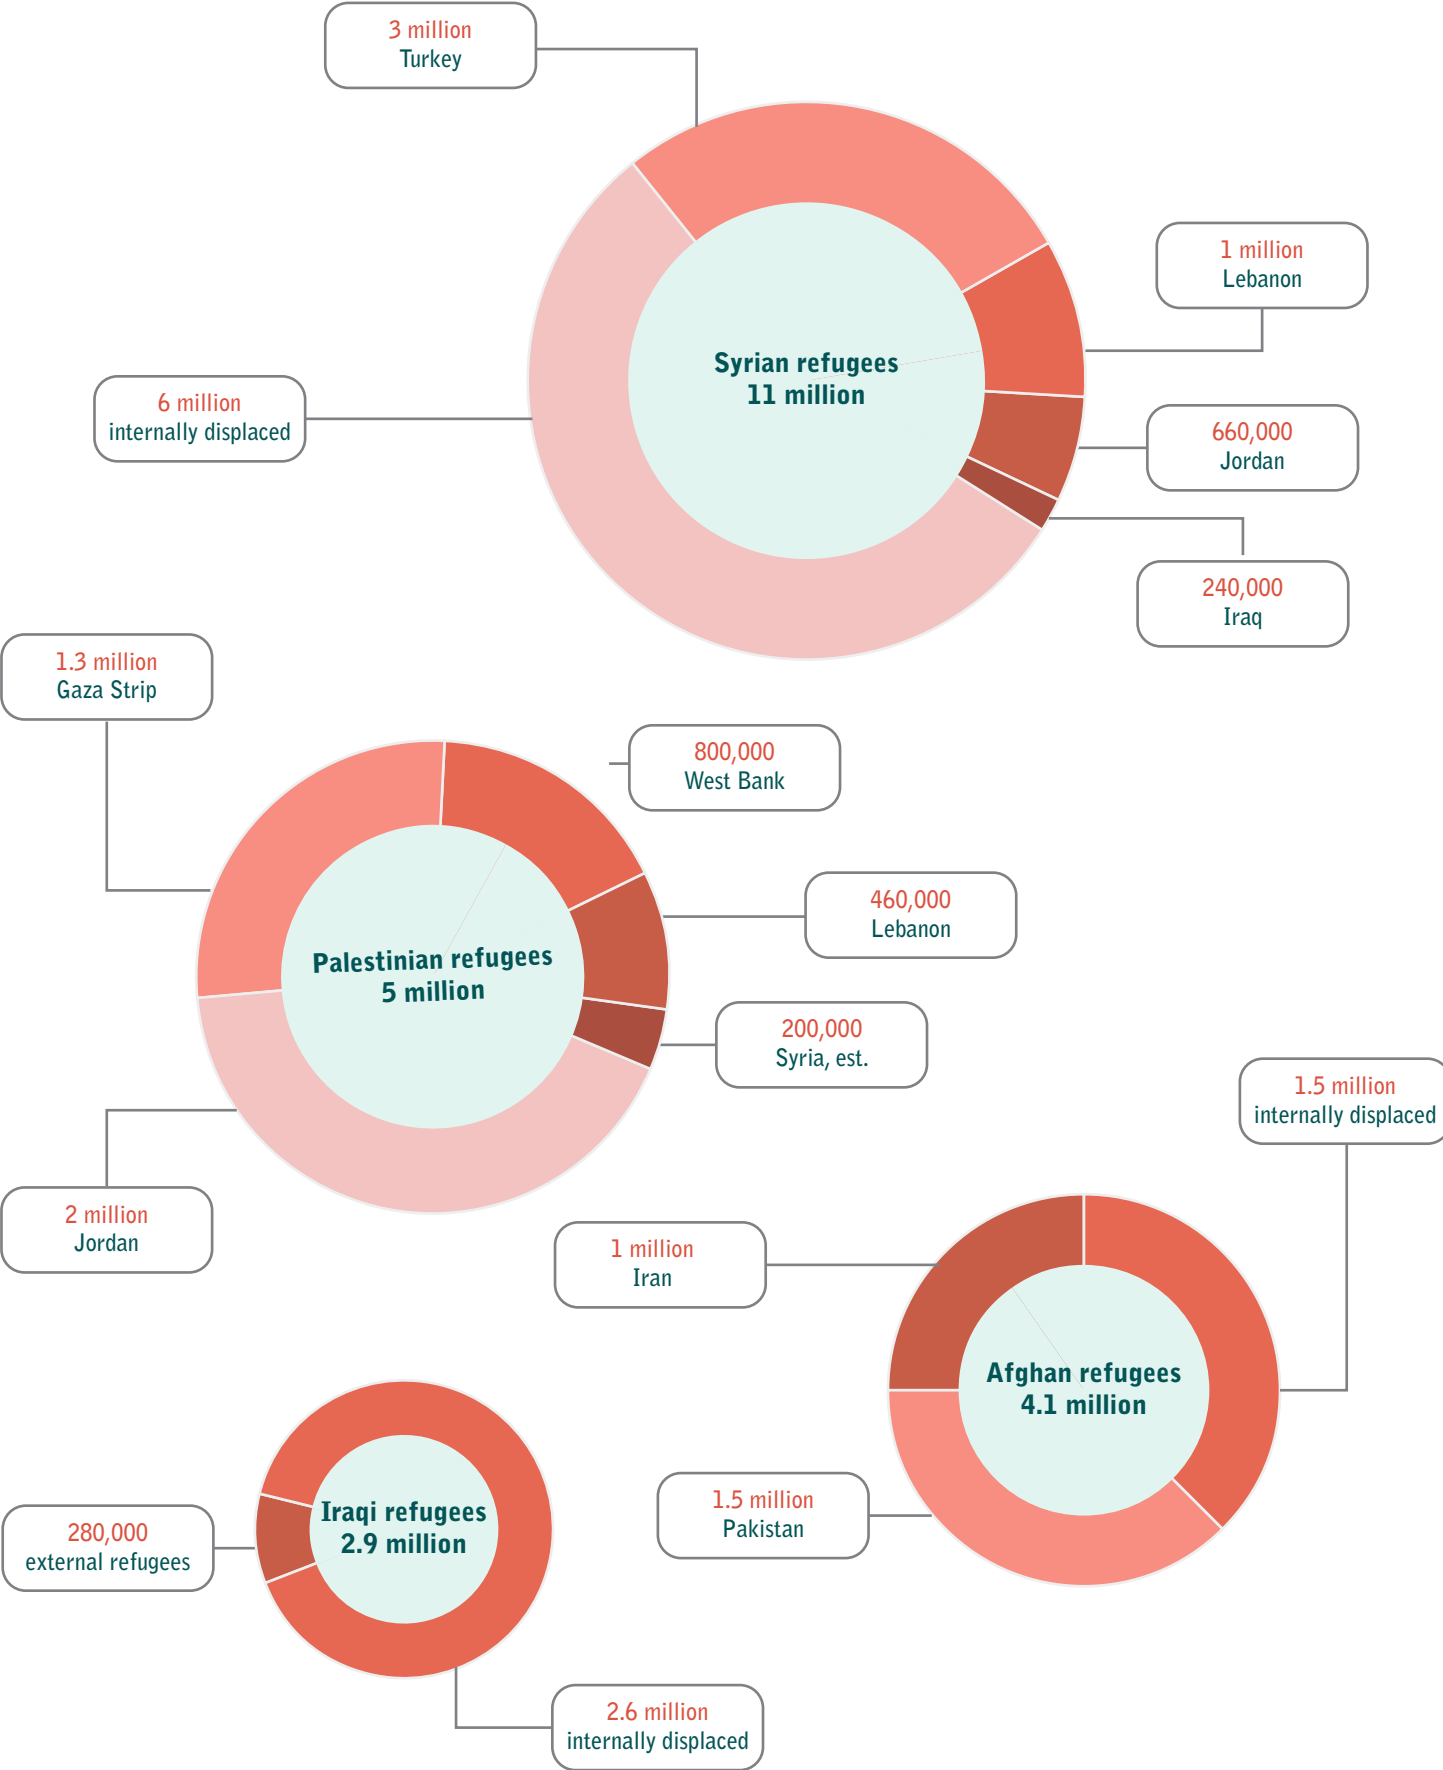 3 million
Turkey
1 million
Lebanon
Syrian refugees
11 million
6 million
internally displaced
660,000
Jordan
240,000
Iraq
1.3 million
Gaza Strip
800,000
West Bank
460,000
Lebanon
Palestinian refugees
5 million
200,000
Syria, est.
1.5 million
internally displaced
2 million
Jordan
1 million
Iran
Afghan refugees
4.1 million
1.5 million
Pakistan
Iraqi refugees
2.9 million
280,000
external refugees
2.6 million
internally displaced